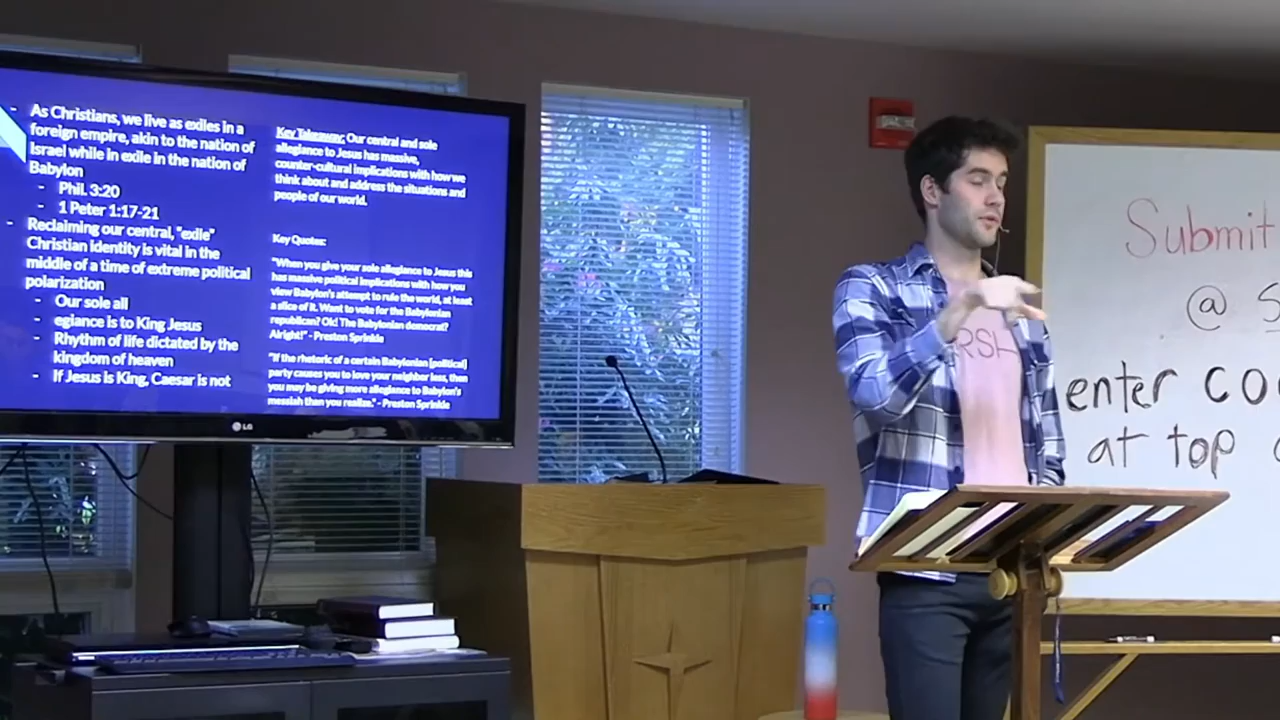 - As Christians, we live as exiles in a
foreign empire, akin to the nation of
Israel while in exile in the nation of
Babylon
- Phil. 3:20
- 1 Peter 1:17-21
- Reclaiming our central, "exile"
Christian identity is vital in the
middle of a time of extreme political
polarization
- Our sole all
- egiance is to King Jesus
- Rhythm of life dictated by the
kingdom of heaven
- If Jesus is King, Caesar is not
Key Takeaway: Our central and sole
allegiance to Jesus has massive,
counter-cultural implications with how we
think about and address the situations and
people of our world.
Key Quotes:
"When you give your sole allegiance to Jesus this
has massive political implications with how you
view Babylon's attempt to rule the world, at least
a slice of it. Want to vote for the Babylonian
republican? Ok! The Babylonian democrat?
Alright!" - Preston Sprinkle
"If the rhetoric of a certain Babylonian [political]
party causes you to love your neighbor less, then
you may be giving more allegiance to Babylon's
messiah than you realize." - Preston Sprinkle
LG
RSH
Submit
@ S
enter co
at top